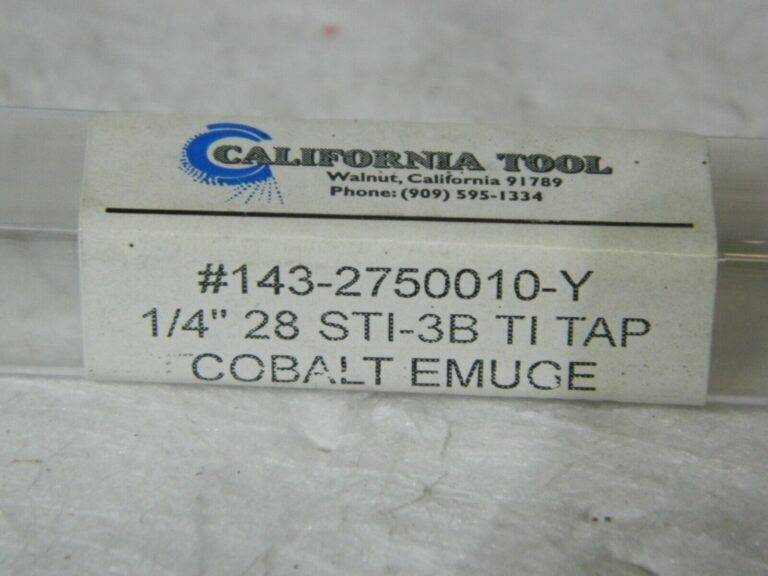 CALIFORNIA TOOL
Walnut, California 91789
Phone: (909) 595-1334
#143-2750010-Y
1/4" 28 STI-3B TI TAP
COBALT EMUGE